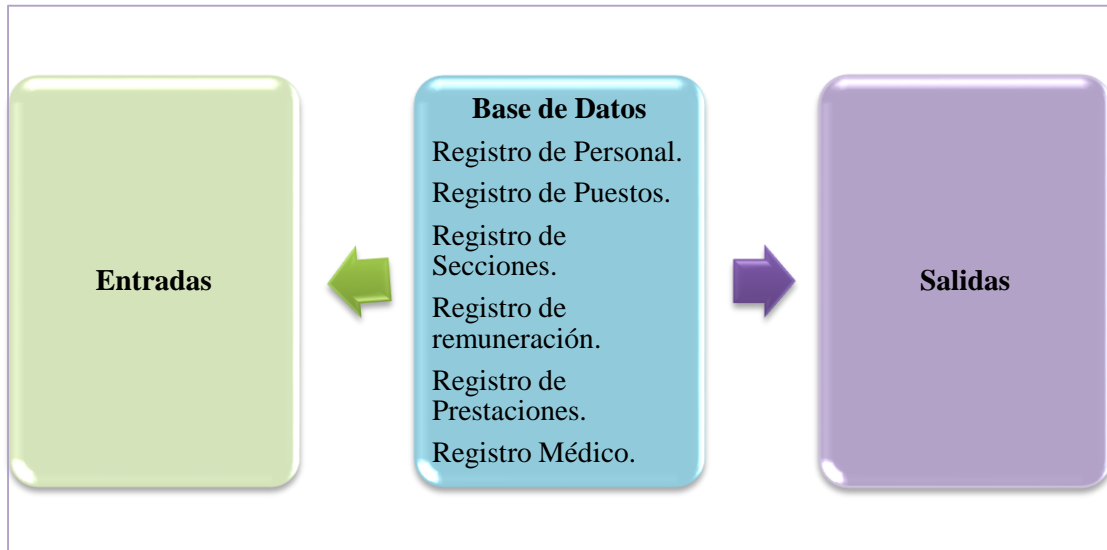 Entradas
Base de Datos
Registro de Personal.
Registro de Puestos.
Registro de
Secciones.
Registro de
remuneración.
Registro de
Prestaciones.
Registro Médico.
Salidas